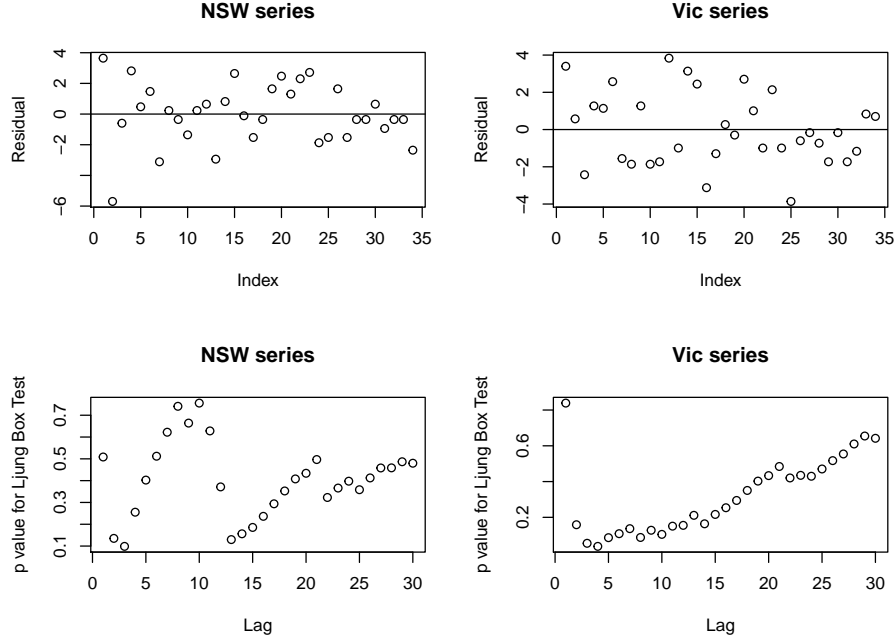 NSW series
Residual
4
2
0
−2
−6
0 5 10 15 20 25 30 35
Index
Vic series
Residual
4
2
0
−2
−4
0 5 10 15 20 25 30 35
Index
NSW series
p value for Ljung Box Test
0.7
0.5
0.3
0.1
0 5 10 15 20 25 30
Lag
Vic series
p value for Ljung Box Test
0.6
0.2
0 5 10 15 20 25 30
Lag